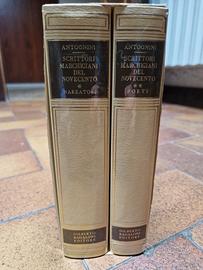 ANTOGNINI
SCRITTORI
MARCHIGIANI
DEL
NOVECENTO
*
NARRATORI
GILBERTO
BAGALONI
EDITORE
ANTOGNINI
SCRITTORI
MARCHIGIANI
DEL
NOVECENTO
**
POETI
GILBERTO
BAGALONI
EDITORE